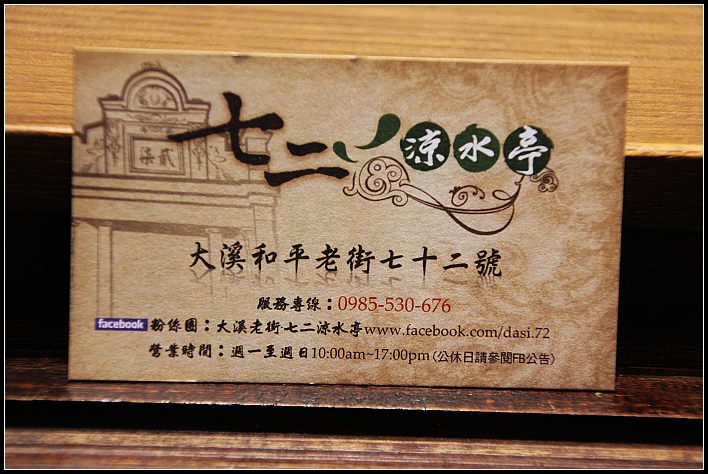 柒貳
七二涼水亭
大溪和平老街七十二號
服務專線：0985-530-676
facebook 粉絲團：大溪老街七二涼水亭www.facebook.com/dasi.72
營業時間：週一至週日10:00am~17:00pm(公休日請參閱FB公告)